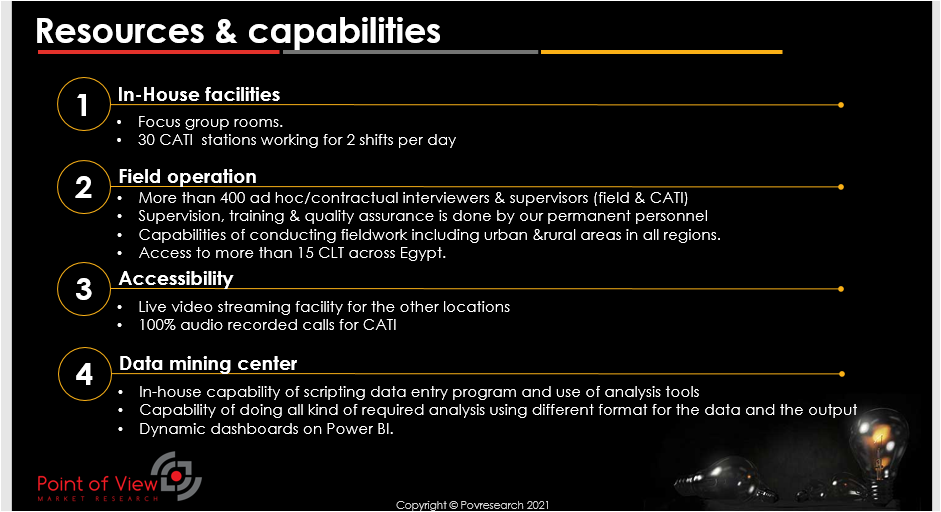 Resources & capabilities
1
In-House facilities
• Focus group rooms.
• 30 CATI  stations working for 2 shifts per day
2
Field operation
• More than 400 ad hoc/contractual interviewers & supervisors (field & CATI)
• Supervision, training & quality assurance is done by our permanent personnel
• Capabilities of conducting fieldwork including urban &rural areas in all regions.
• Access to more than 15 CLT across Egypt.
3
Accessibility
• Live video streaming facility for the other locations
• 100% audio recorded calls for CATI
4
Data mining center
• In-house capability of scripting data entry program and use of analysis tools
• Capability of doing all kind of required analysis using different format for the data and the output
• Dynamic dashboards on Power BI.
Point of View
MARKET RESEARCH
Copyright © Povresearch 2021